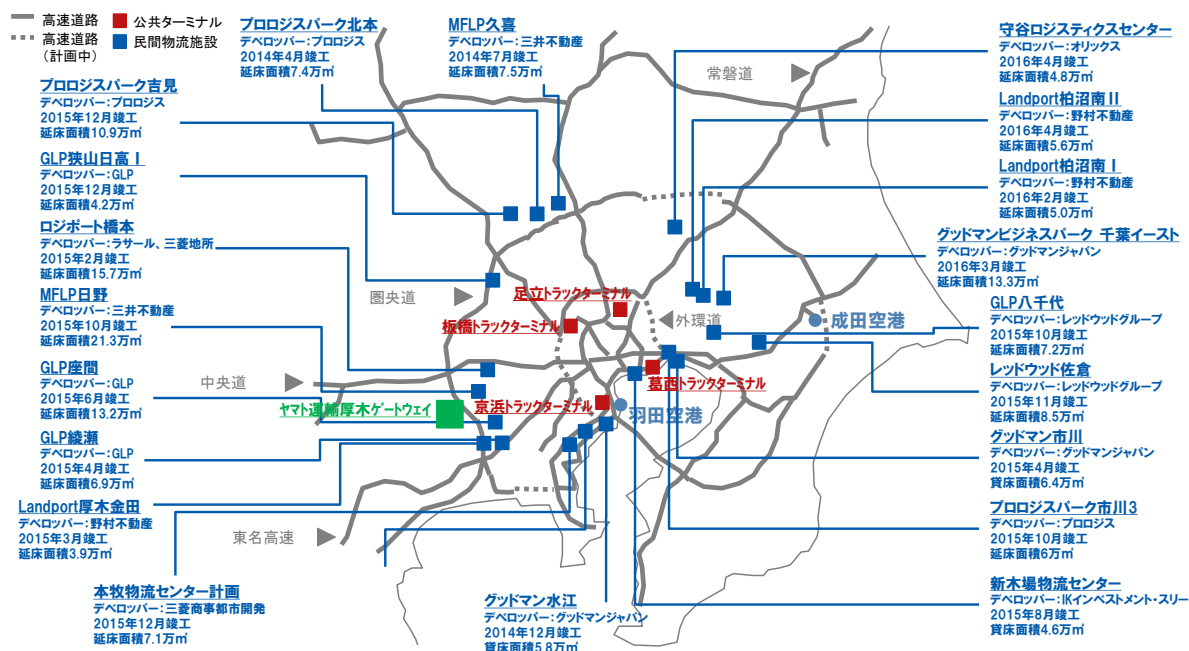 高速道路
高速道路
(計画中)
公共ターミナル
民間物流施設
プロロジスパーク北本
デベロッパー:プロロジス
2014年4月竣工
延床面積7.4万㎡
MFLP久喜
デベロッパー:三井不動産
2014年7月竣工
延床面積7.5万㎡
守谷ロジスティクスセンター
デベロッパー:オリックス
2016年4月竣工
延床面積4.8万㎡
常磐道
プロロジスパーク吉見
デベロッパー:プロロジス
2015年12月竣工
延床面積10.9万㎡
Landport柏沼南Ⅱ
デベロッパー:野村不動産
2016年4月竣工
延床面積5.6万㎡
GLP狭山日高Ⅰ
デベロッパー:GLP
2015年12月竣工
延床面積4.2万㎡
Landport柏沼南Ⅰ
デベロッパー:野村不動産
2016年2月竣工
延床面積5.0万㎡
ロジポート橋本
デベロッパー:ラサール、三菱地所
2015年2月竣工
延床面積15.7万㎡
グッドマンビジネスパーク 千葉イースト
デベロッパー:グッドマンジャパン
2016年3月竣工
延床面積13.3万㎡
MFLP日野
デベロッパー:三井不動産
2015年10月竣工
延床面積21.3万㎡
圏央道
足立トラックターミナル
板橋トラックターミナル
外環道
成田空港
GLP八千代
デベロッパー:レッドウッドグループ
2015年10月竣工
延床面積7.2万㎡
GLP座間
デベロッパー:GLP
2015年6月竣工
延床面積13.2万㎡
中央道
葛西トラックターミナル
レッドウッド佐倉
デベロッパー:レッドウッドグループ
2015年11月竣工
延床面積8.5万㎡
ヤマト運輸厚木ゲートウェイ
京浜トラックターミナル
羽田空港
GLP綾瀬
デベロッパー:GLP
2015年4月竣工
延床面積6.9万㎡
グッドマン市川
デベロッパー:グッドマンジャパン
2015年4月竣工
貸床面積6.4万㎡
Landport厚木金田
デベロッパー:野村不動産
2015年3月竣工
延床面積3.9万㎡
東名高速
プロロジスパーク市川3
デベロッパー:プロロジス
2015年10月竣工
延床面積6万㎡
本牧物流センター計画
デベロッパー:三菱商事都市開発
2015年12月竣工
延床面積7.1万㎡
グッドマン水江
デベロッパー:グッドマンジャパン
2014年12月竣工
貸床面積5.8万㎡
新木場物流センター
デベロッパー:IKインベストメント・スリー
2015年8月竣工
貸床面積4.6万㎡